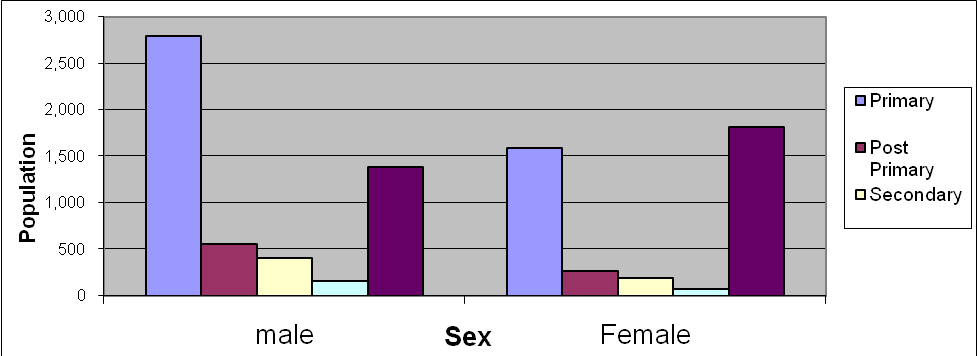 3,000
2,500
2,000
1,500
1,000
500
0
Population
male
Sex
Female
Primary
Post
Primary
Secondary